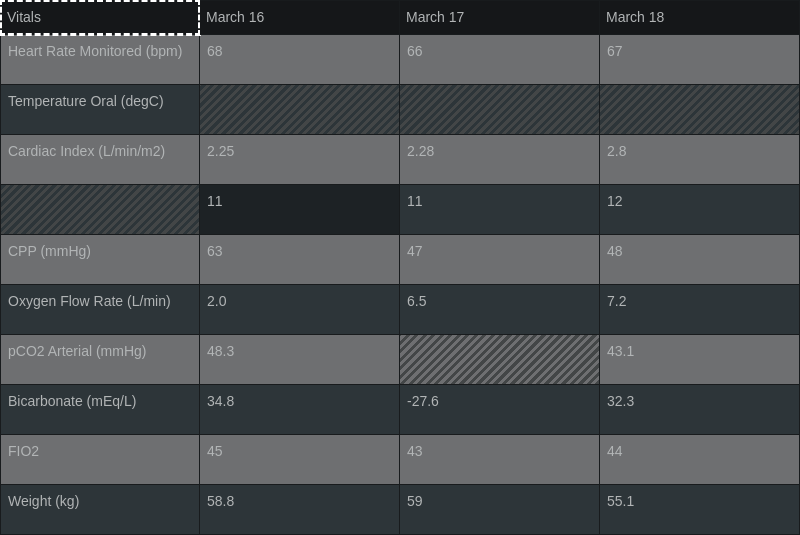 Vitals March 16 March 17 March 18
Heart Rate Monitored (bpm) 68 66 67
Temperature Oral (degC)
Cardiac Index (L/min/m2) 2.25 2.28 2.8
11 11 12
CPP (mmHg) 63 47 48
Oxygen Flow Rate (L/min) 2.0 6.5 7.2
pCO2 Arterial (mmHg) 48.3 43.1
Bicarbonate (mEq/L) 34.8 -27.6 32.3
FIO2 45 43 44
Weight (kg) 58.8 59 55.1